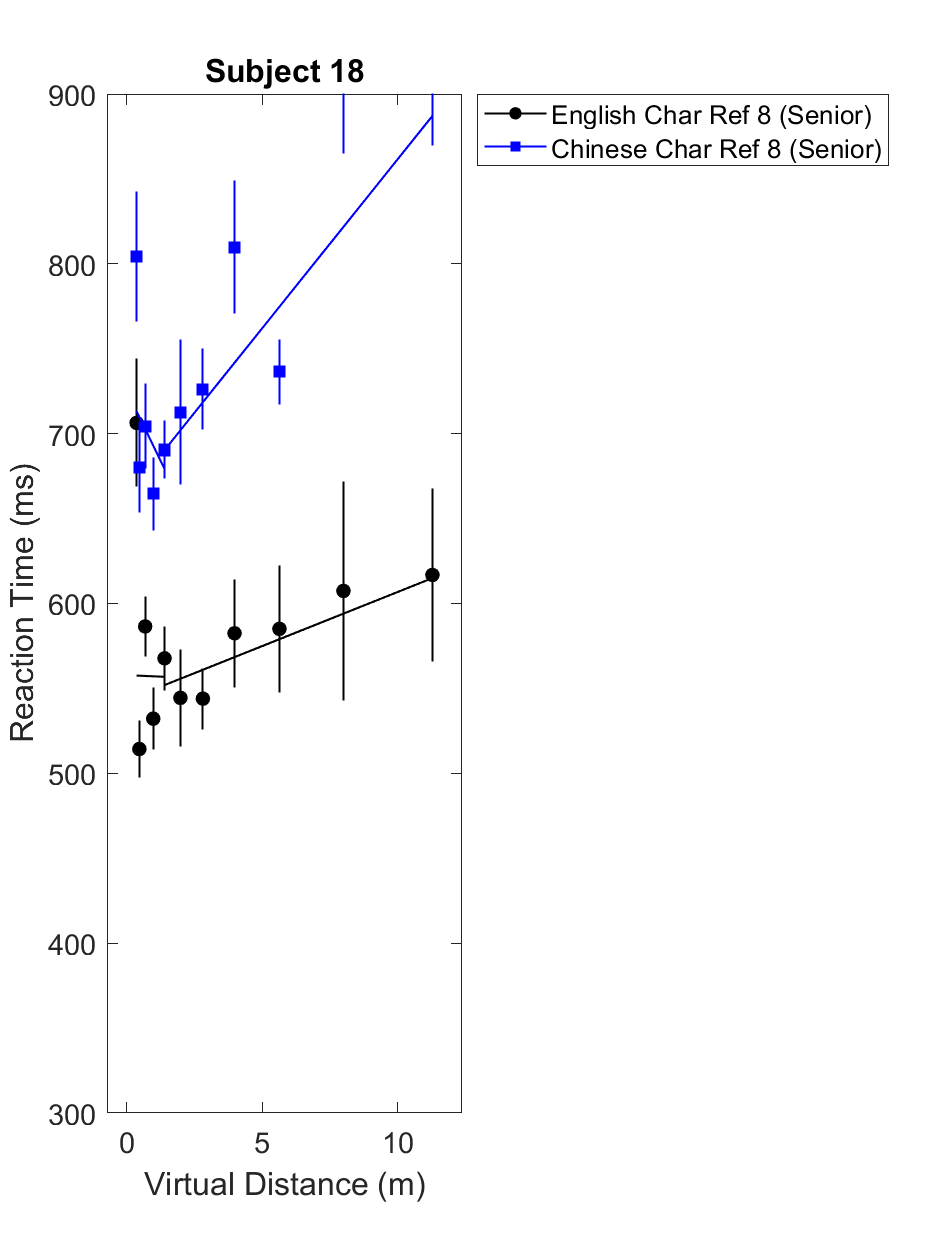 Subject 18
English Char Ref 8 (Senior)
Chinese Char Ref 8 (Senior)
900
800
700
600
500
400
300
Reaction Time (ms)
0 5 10
Virtual Distance (m)